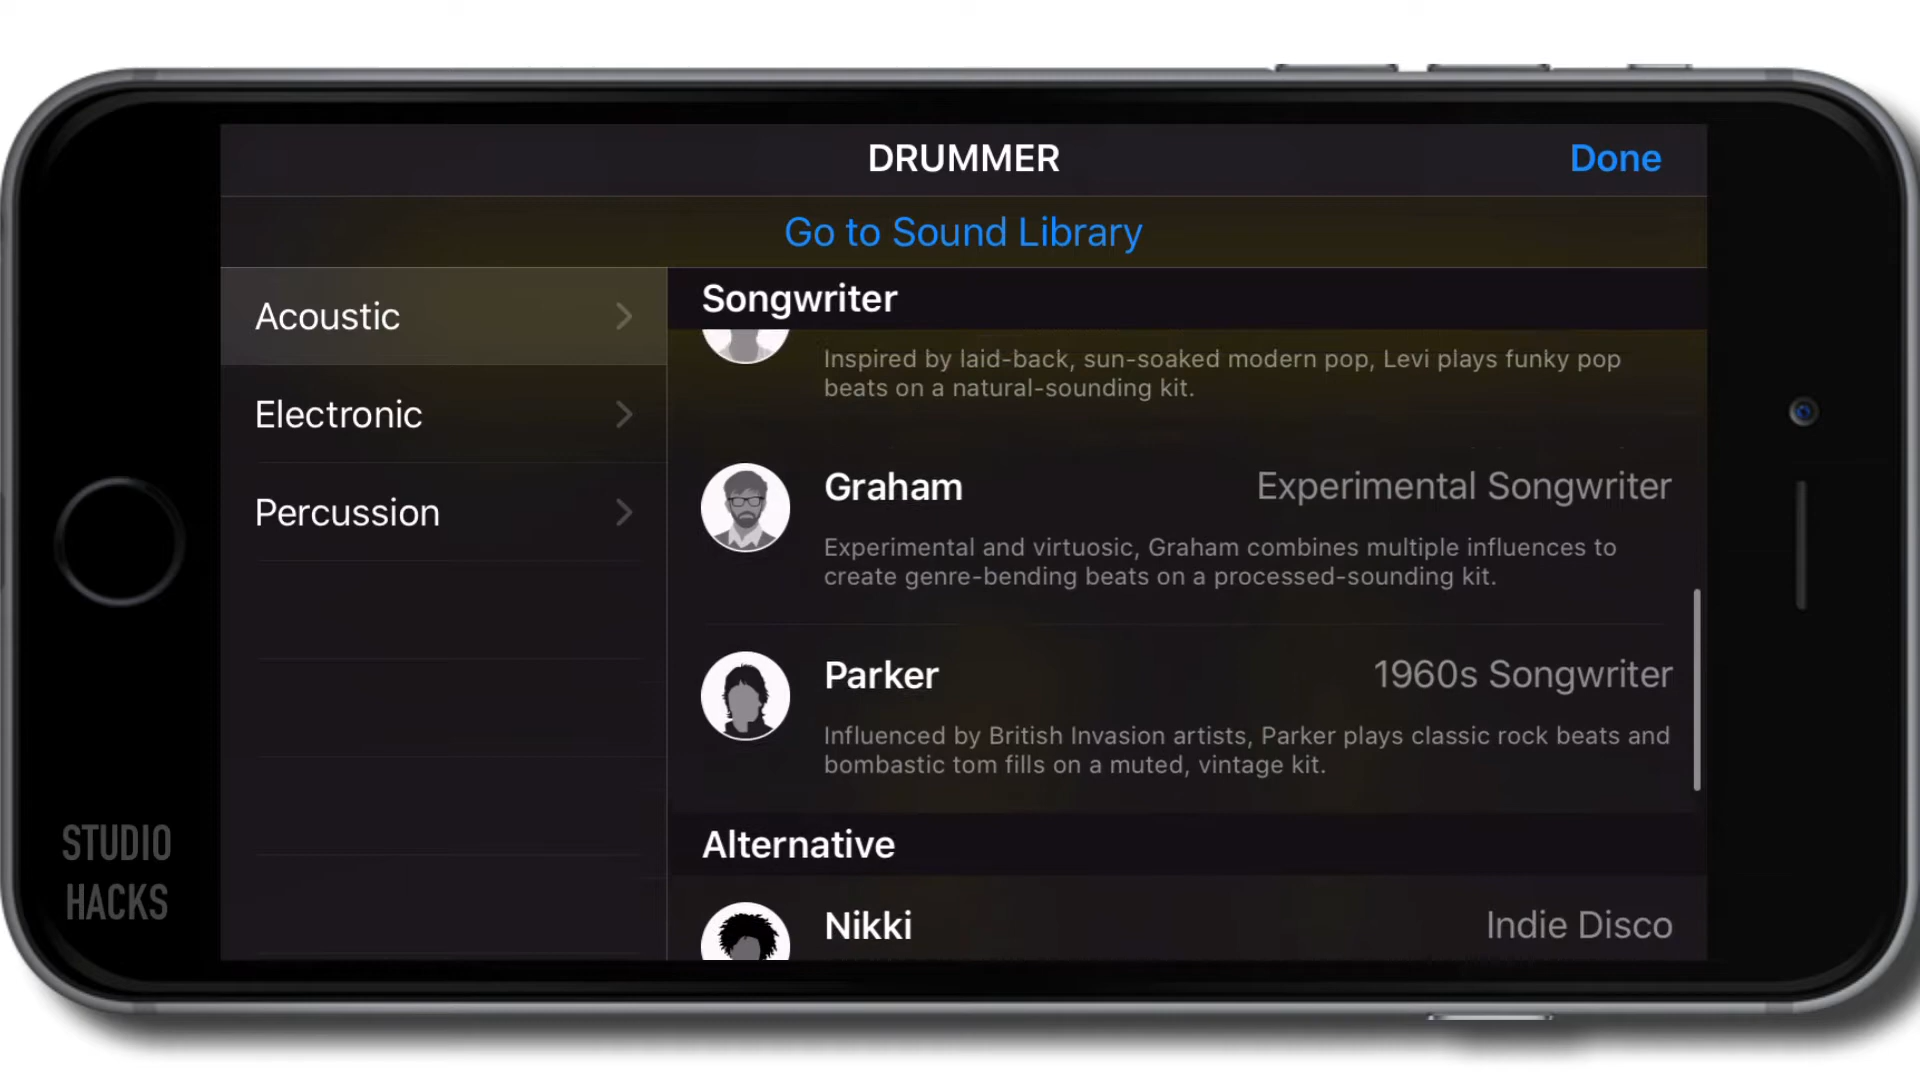 DRUMMER
Done
Go to Sound Library
Acoustic
Electronic
Percussion
Songwriter
Inspired by laid-back, sun-soaked modern pop, Levi plays funky pop
beats on a natural-sounding kit.
Graham
Experimental Songwriter
Experimental and virtuosic, Graham combines multiple influences to
create genre-bending beats on a processed-sounding kit.
Parker
1960s Songwriter
Influenced by British Invasion artists, Parker plays classic rock beats and
bombastic tom fills on a muted, vintage kit.
Alternative
Nikki
Indie Disco
STUDIO
HACKS